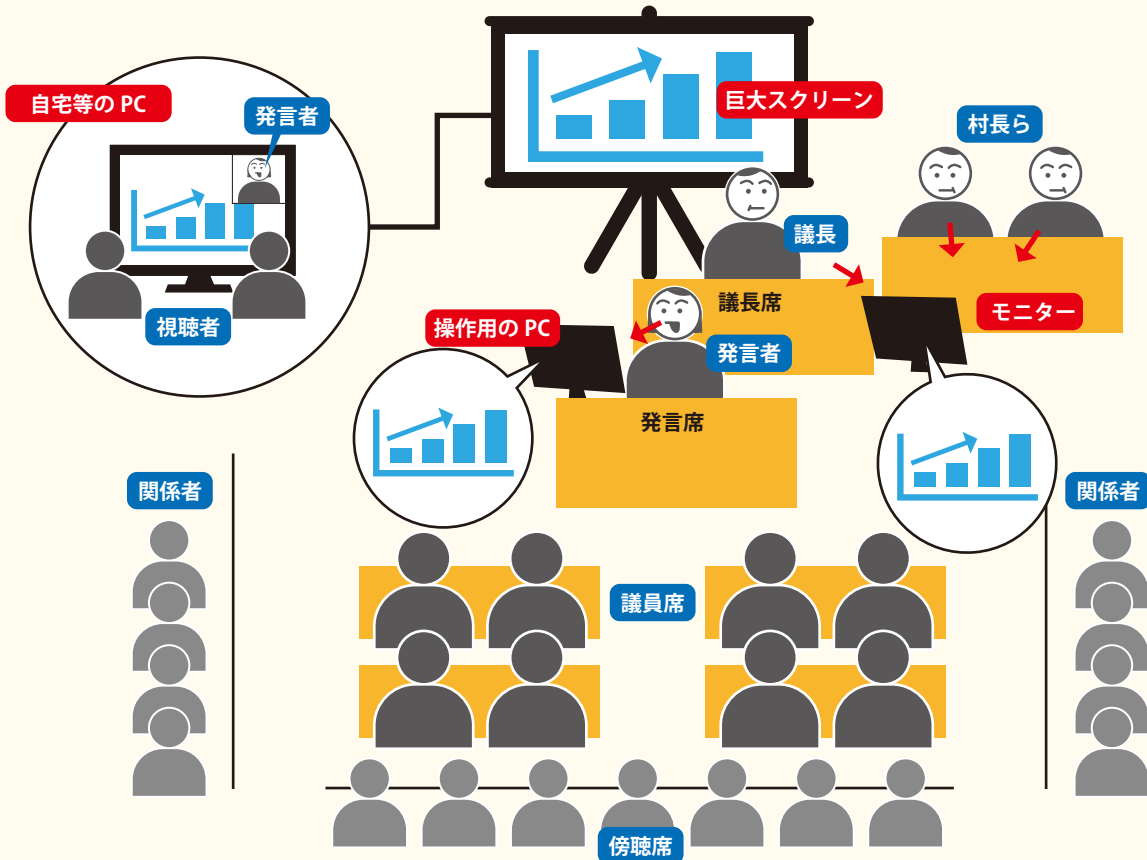 自宅等の PC
発言者
巨大スクリーン
村長ら
議長
議長席
モニター
視聴者
操作用の PC
発言者
発言席
関係者
関係者
議員席
傍聴席